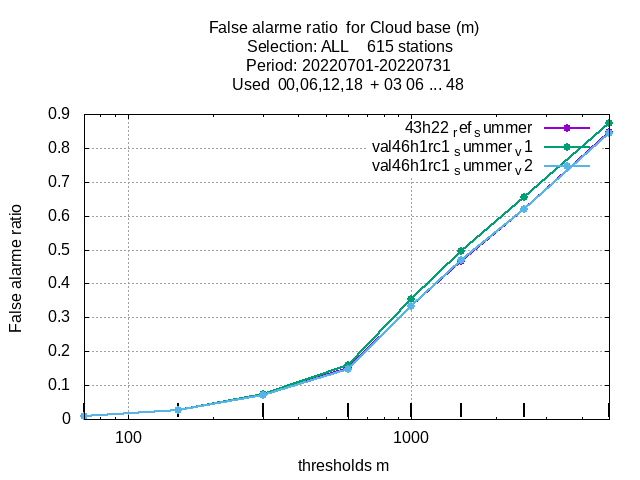 False alarme ratio for Cloud base (m)
Selection: ALL 615 stations
Period: 20220701-20220731
Used 00,06,12,18 + 03 06 ... 48
43h22 ref summer
val46h1rc1 summer v1
val46h1rc1 summer v2
False alarme ratio
0.9
0.8
0.7
0.6
0.5
0.4
0.3
0.2
0.1
0
100 1000
thresholds m